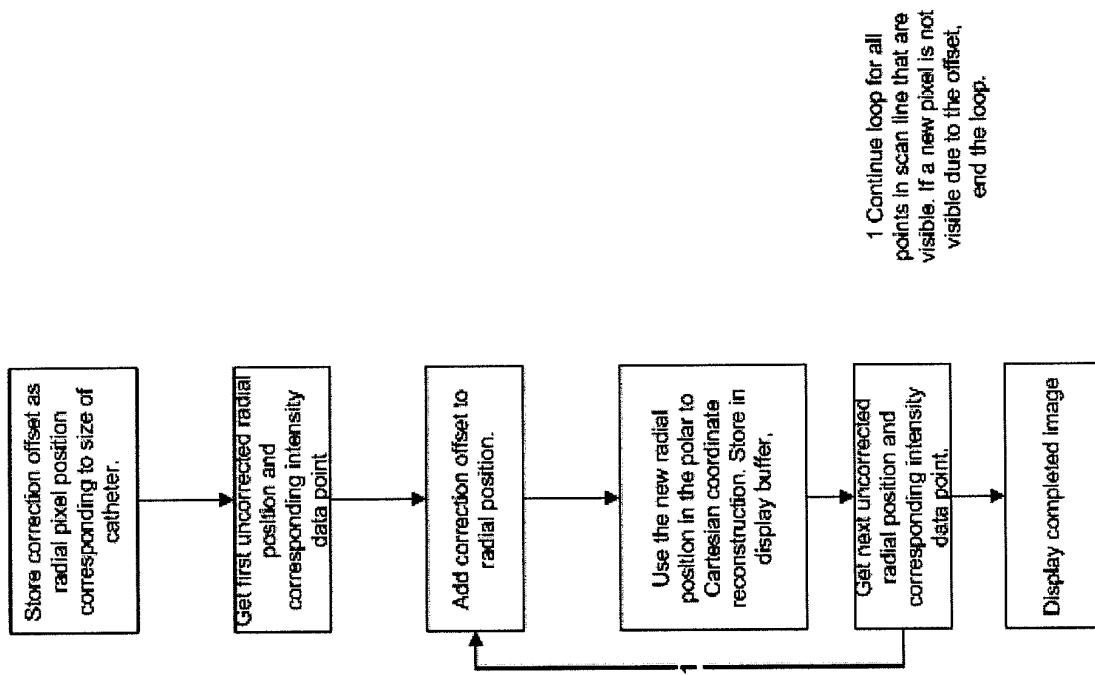 Store correction offset as
radial pixel position
corresponding to size of
catheter.
Get first uncorrected radial
position and
corresponding intensity
data point
Add correction offset to
radial position.
Use the new radial
position in the polar to
Cartesian coordinate
reconstruction. Store in
display buffer,
Get next uncorrected
radial position and
corresponding intensity
data point,
Display completed image
1
1 Continue loop for all
points in scan line that are
visible. If a new pixel is not
visible due to the offset,
end the loop.